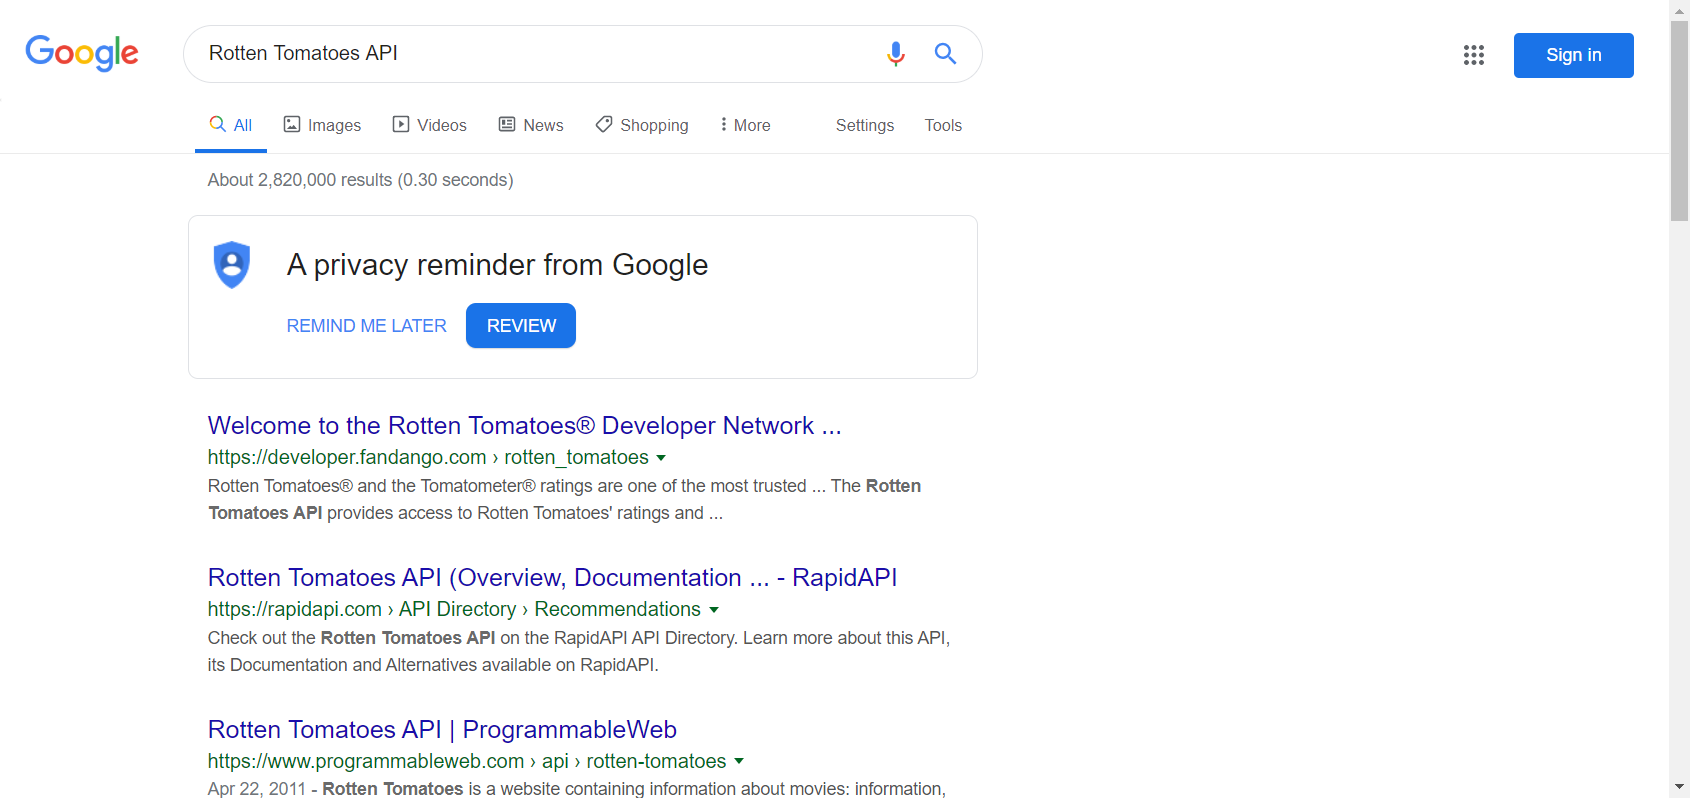 Google
Rotten Tomatoes API
Sign in
All Images Videos News Shopping More Settings Tools
About 2,820,000 results (0.30 seconds)
A privacy reminder from Google
REMIND ME LATER REVIEW
Welcome to the Rotten Tomatoes® Developer Network ...
https://developer.fandango.com › rotten_tomatoes
Rotten Tomatoes® and the Tomatometer® ratings are one of the most trusted ... The Rotten
Tomatoes API provides access to Rotten Tomatoes' ratings and ...
Rotten Tomatoes API (Overview, Documentation ... - RapidAPI
https://rapidapi.com › API Directory › Recommendations
Check out the Rotten Tomatoes API on the RapidAPI API Directory. Learn more about this API,
its Documentation and Alternatives available on RapidAPI.
Rotten Tomatoes API | ProgrammableWeb
https://www.programmableweb.com › api › rotten-tomatoes
Apr 22, 2011 - Rotten Tomatoes is a website containing information about movies: information,